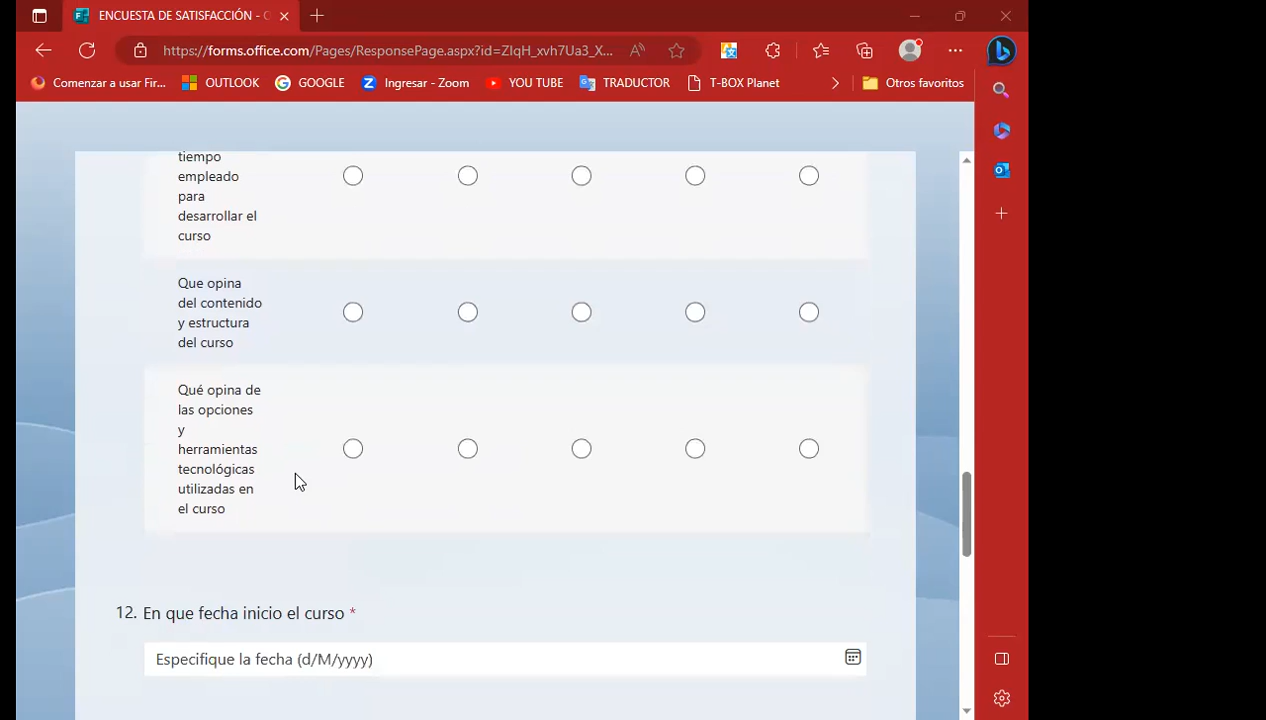 ENCUESTA DE SATISFACCIÓN - C
https://forms.office.com/Pages/ResponsePage.aspx?id=ZIqH_xvh7Ua3_X...
Comenzar a usar Fir... OUTLOOK GOOGLE Ingresar - Zoom YOU TUBE TRADUCTOR T-BOX Planet Otros favoritos
tiempo
empleado
para
desarrollar el
curso
Que opina
del contenido
y estructura
del curso
Qué opina de
las opciones
y
herramientas
tecnológicas
utilizadas en
el curso
12. En que fecha inicio el curso *
Especifique la fecha (d/M/yyyy)